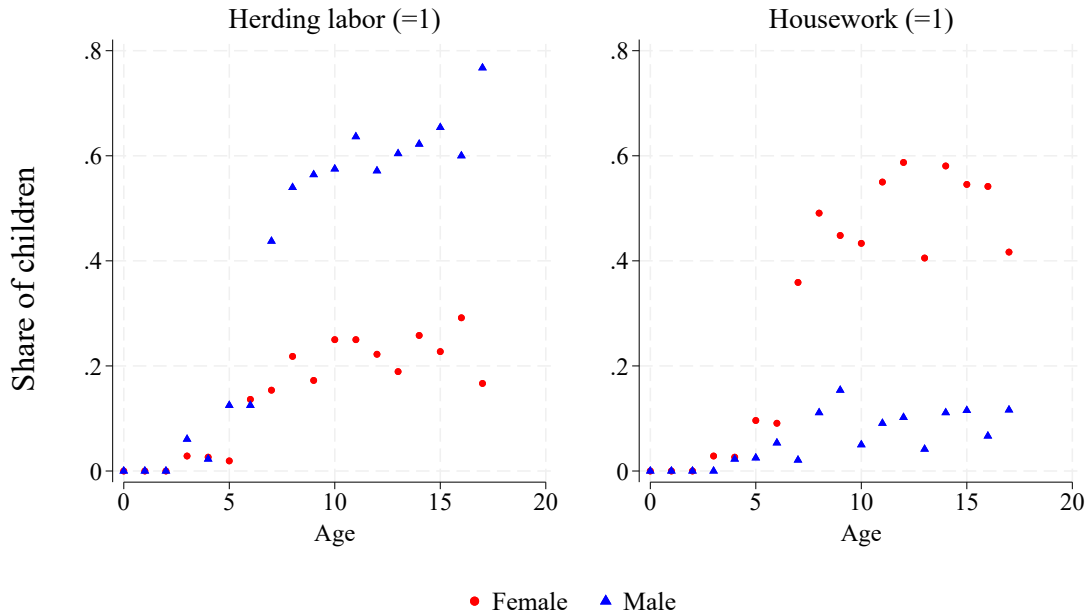 Herding labor (=1)
Housework (=1)
Share of children
.8
.6
.4
.2
0
0 5 10 15 20
Age
.8
.6
.4
.2
0
0 5 10 15 20
Age
Female Male